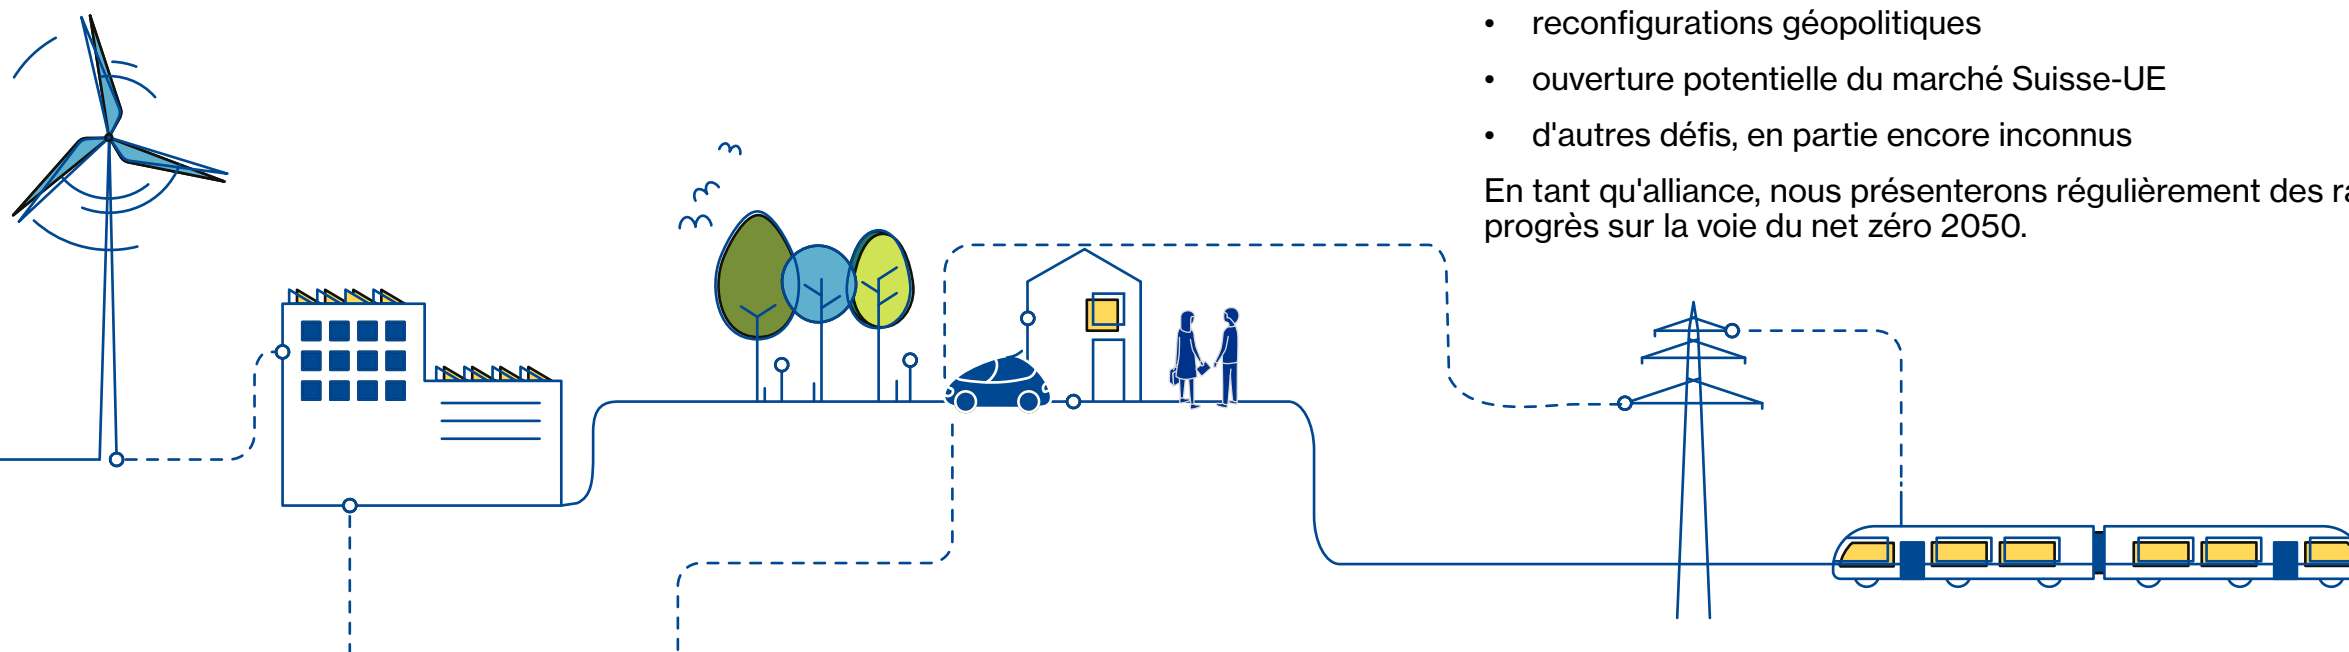 • reconfigurations géopolitiques
• ouverture potentielle du marché Suisse-UE
• d'autres défis, en partie encore inconnus
En tant qu'alliance, nous présenterons régulièrement des
progrès sur la voie du net zéro 2050.